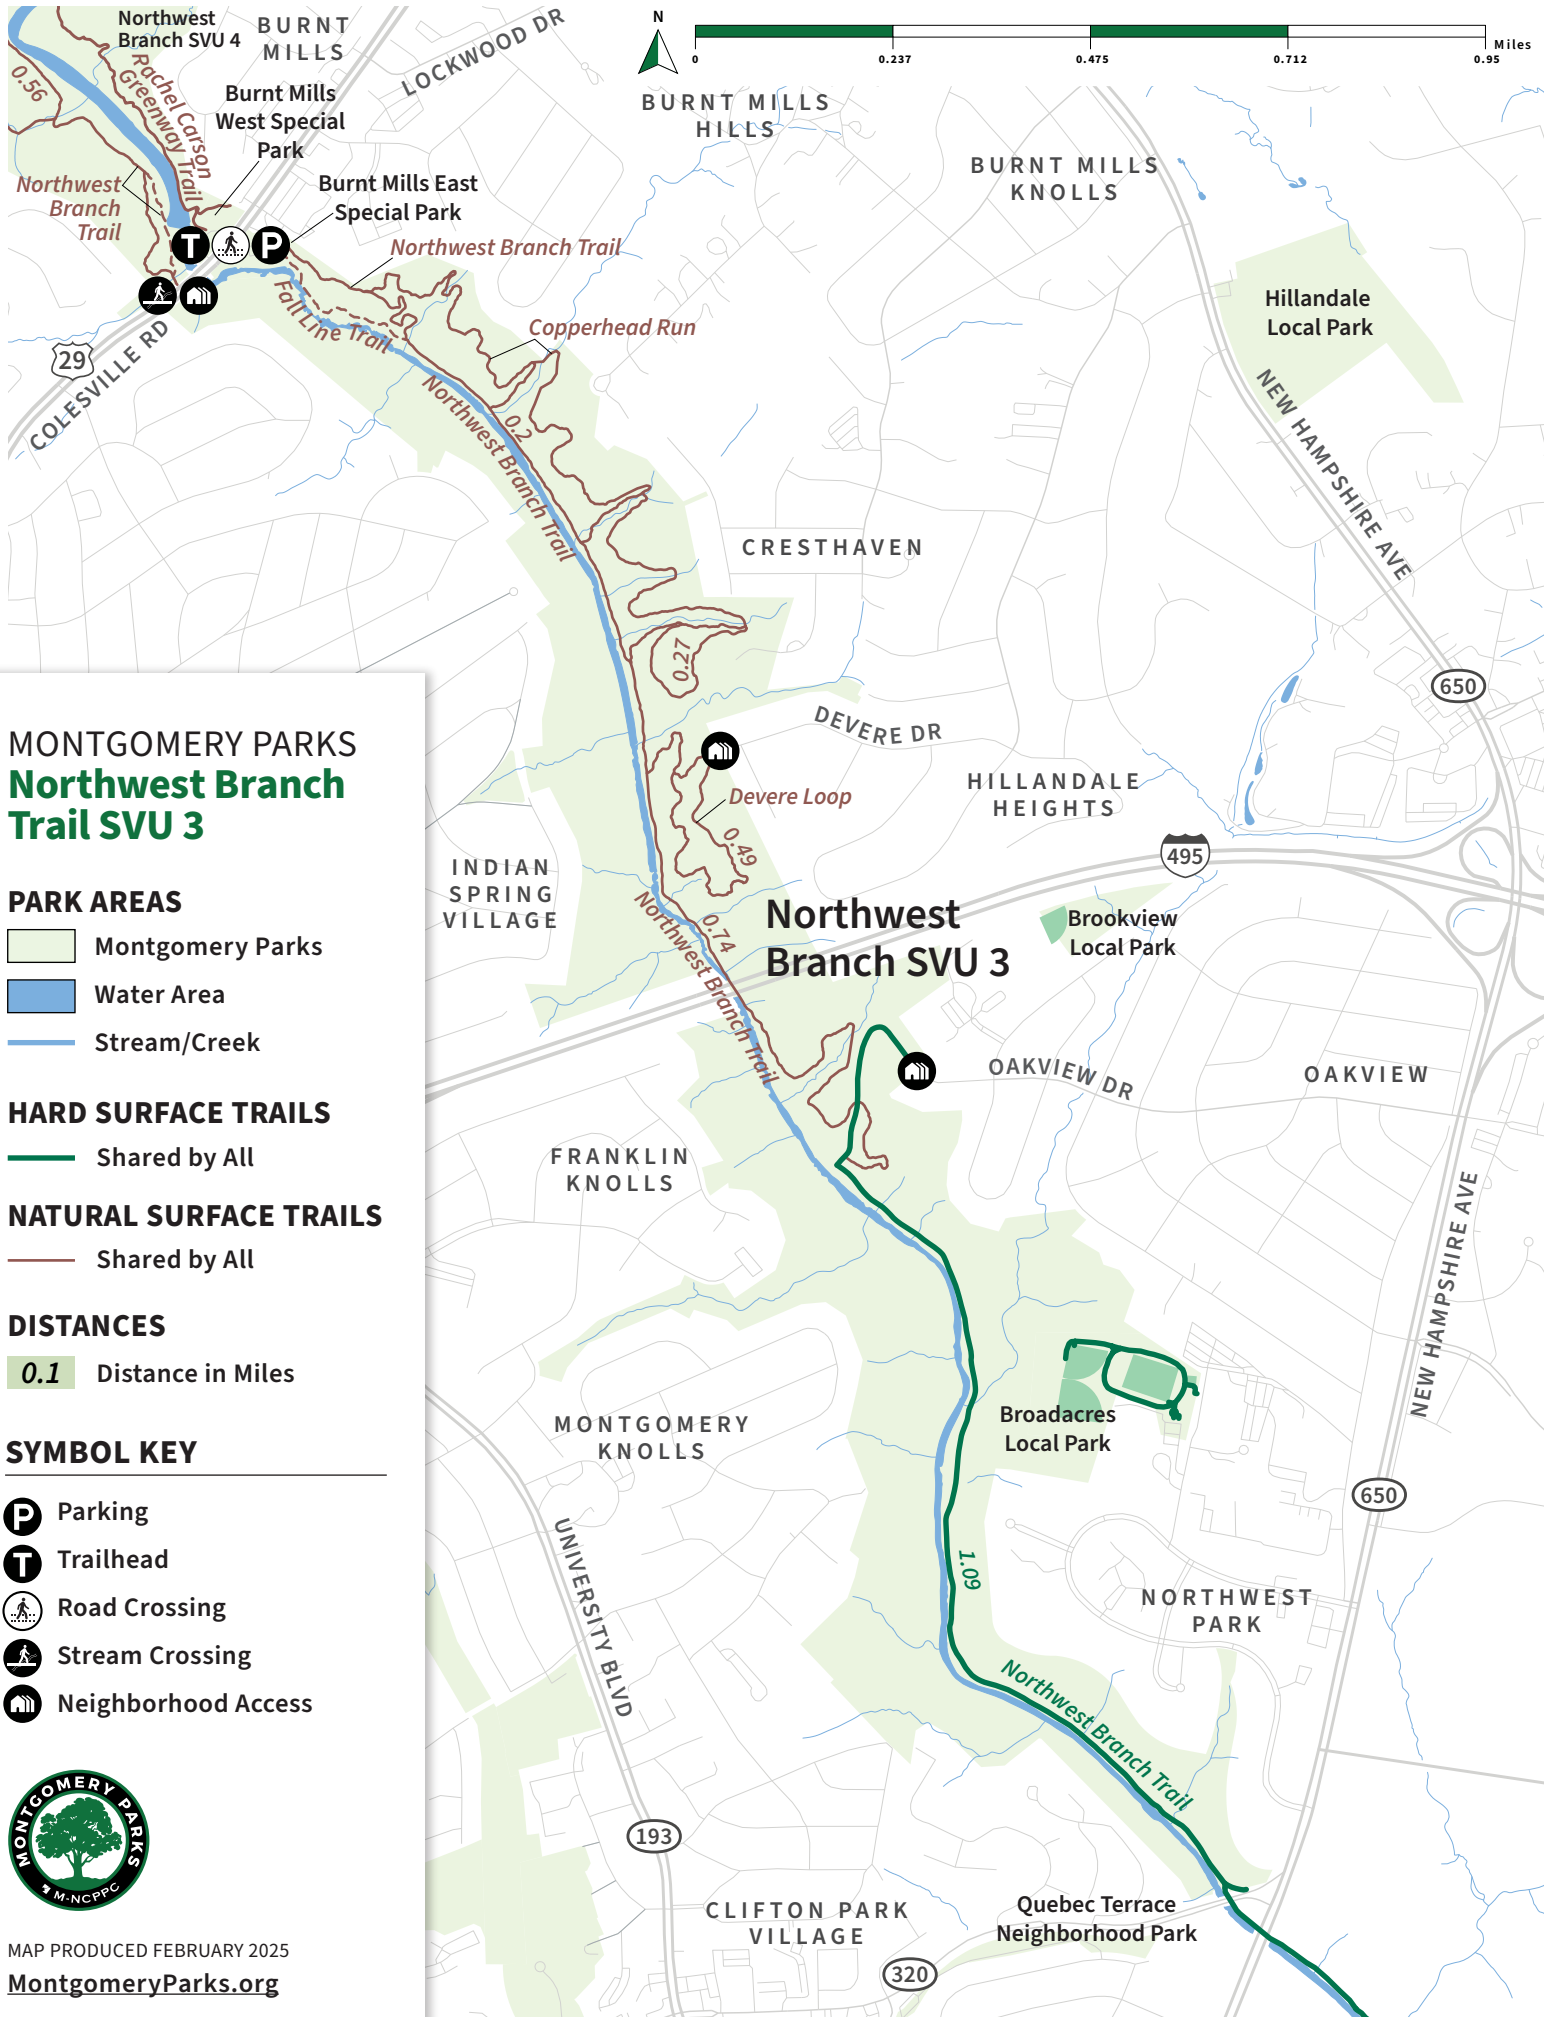 Northwest
Branch SVU 4
BURNT
MILLS
LOCKWOOD DR
N
0
0.237
0.475
0.712
0.95
Miles
0.56
Rachel Carson
Greenway Trail
Burnt Mills
West Special
Park
BURNT MILLS
HILLS
BURNT MILLS
KNOLLS
Northwest
Branch
Trail
Burnt Mills East
Special Park
T
P
Northwest Branch Trail
Fall Line Trail
Copperhead Run
Hillandale
Local Park
29
COLESVILLE RD
Northwest Branch Trail
0.2
NEW HAMPSHIRE AVE
CRESTHAVEN
0.27
650
DEVERE DR
Devere Loop
HILLANDALE
HEIGHTS
0.49
495
INDIAN
SPRING
VILLAGE
Northwest
Branch SVU 3
Brookview
Local Park
0.74
Northwest Branch Trail
OAKVIEW DR
OAKVIEW
FRANKLIN
KNOLLS
NEW HAMPSHIRE AVE
MONTGOMERY
KNOLLS
Broadacres
Local Park
650
UNIVERSITY BLVD
1.09
NORTHWEST
PARK
Northwest Branch Trail
193
CLIFTON PARK
VILLAGE
Quebec Terrace
Neighborhood Park
320
MONTGOMERY PARKS
Northwest Branch
Trail SVU 3
PARK AREAS
Montgomery Parks
Water Area
Stream/Creek
HARD SURFACE TRAILS
Shared by All
NATURAL SURFACE TRAILS
Shared by All
DISTANCES
0.1 Distance in Miles
SYMBOL KEY
P Parking
T Trailhead
Road Crossing
Stream Crossing
Neighborhood Access
MONTGOMERY PARKS
M-NCPPC
MAP PRODUCED FEBRUARY 2025
MontgomeryParks.org